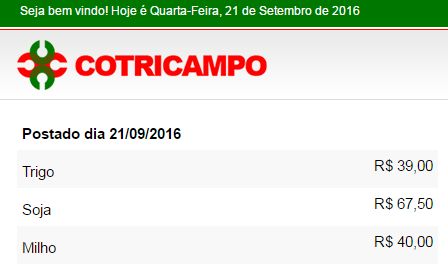 Seja bem vindo! Hoje é Quarta-Feira, 21 de Setembro de 2016
COTRICAMPO
Postado dia 21/09/2016
Trigo R$ 39,00
Soja R$ 67,50
Milho R$ 40,00